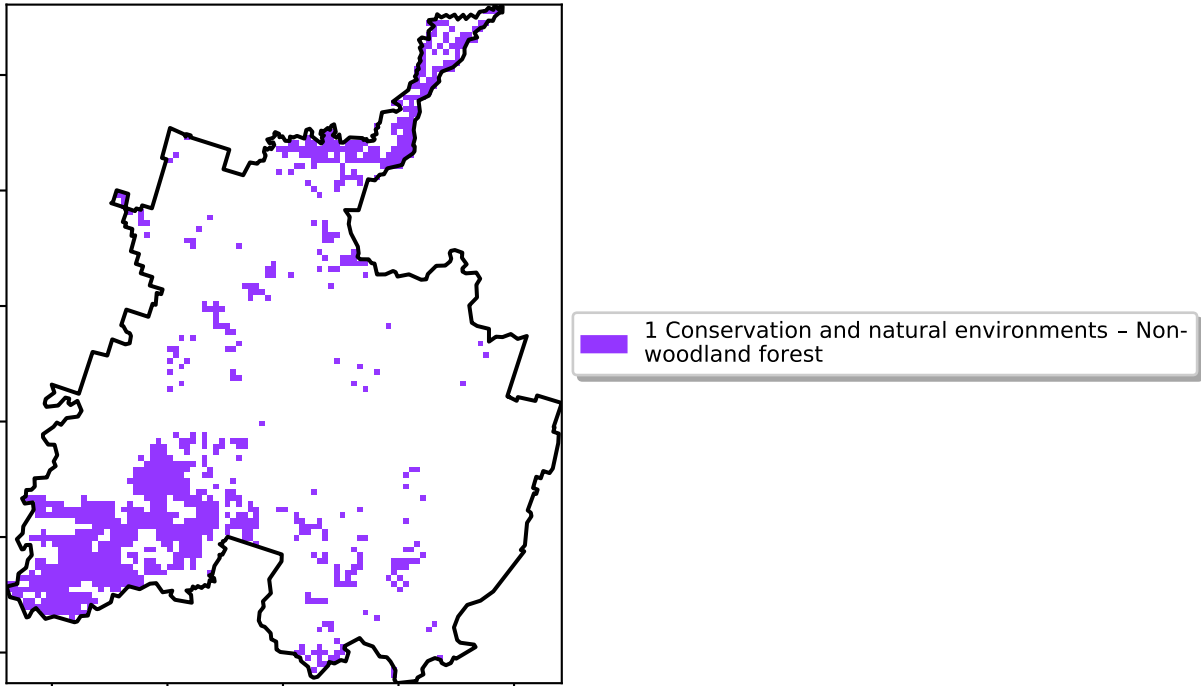 1 Conservation and natural environments – Non-
woodland forest